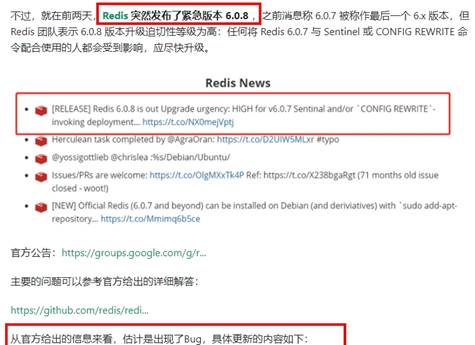 不过，就在前两天，Redis 突然发布了紧急版本 6.0.8，之前消息称 6.0.7 被称作最后一个 6.x 版本，但
Redis 团队表示 6.0.8 版本升级迫切性等级为高：任何将 Redis 6.0.7 与 Sentinel 或 CONFIG REWRITE 命
令配合使用的人都会受到影响，应尽快升级。
Redis News
[RELEASE] Redis 6.0.8 is out Upgrade urgency: HIGH for v6.0.7 Sentinal and/or `CONFIG REWRITE`-
invoking deployment... https://t.co/NX0mejVptj
Herculean task completed by @AgraOran: https://t.co/D2UIW5MLxr #typo
@yossigottlieb @chrislea :%s/Debian/Ubuntu/
Issues/PRs are welcome: https://t.co/OlgMXxTk4P Ref: https://t.co/X238bgaRgt (71 months old issue
closed - woot!)
[NEW] Official Redis (6.0.7 and beyond) can be installed on Debian (and deriviatives) with `sudo add-apt-
repository... https://t.co/Mmimq6b5ce
官方公告：https://groups.google.com/g/r...
主要的问题可以参考官方给出的详细解答：
https://github.com/redis/redi...
从官方给出的信息来看，估计是出现了Bug，具体更新的内容如下：